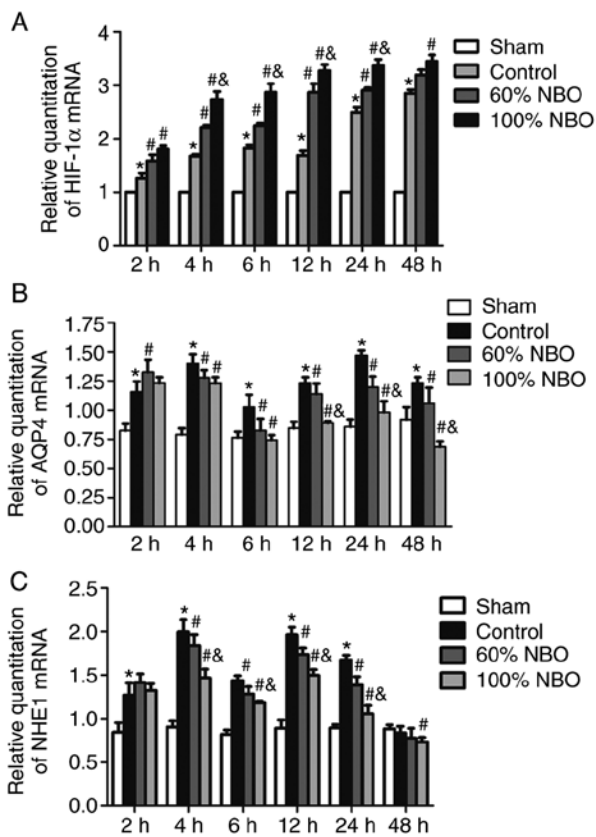 A
Relative quantitation
of HIF-1α mRNA
4
3
2
1
0
Sham
Control
60% NBO
100% NBO
* # #
* # #&
* # #&
* # #&
* # #&
* #
2 h 4 h 6 h 12 h 24 h 48 h
B
Relative quantitation
of AQP4 mRNA
1.75
1.50
1.25
1.00
0.75
0.50
0.25
0.00
Sham
Control
60% NBO
100% NBO
* #
* # #
* # #
* # #&
* # #&
* # #&
2 h 4 h 6 h 12 h 24 h 48 h
C
Relative quantitation
of NHE1 mRNA
2.5
2.0
1.5
1.0
0.5
0.0
Sham
Control
60% NBO
100% NBO
*
* # #&
# #&
* # #&
* # #&
#
2 h 4 h 6 h 12 h 24 h 48 h